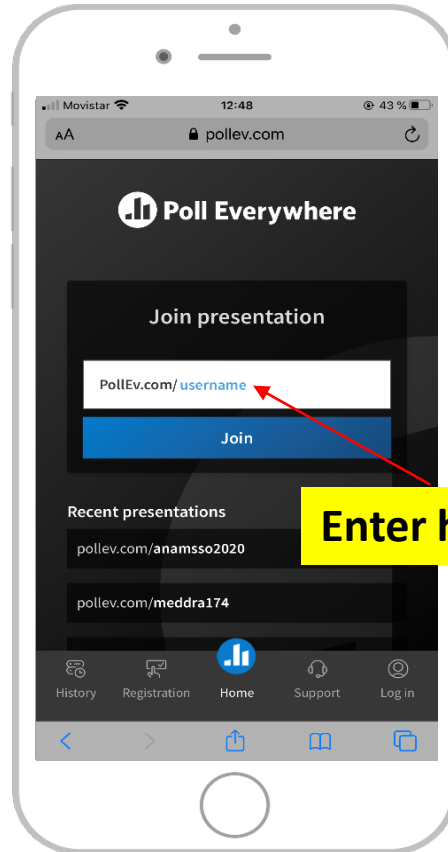 Movistar 12:48 43 %
AA pollev.com
Poll Everywhere
Join presentation
PollEv.com/ username
Join
Enter h
Recent presentations
pollev.com/anamsso2020
pollev.com/meddra174
History Registration Home Support Log in